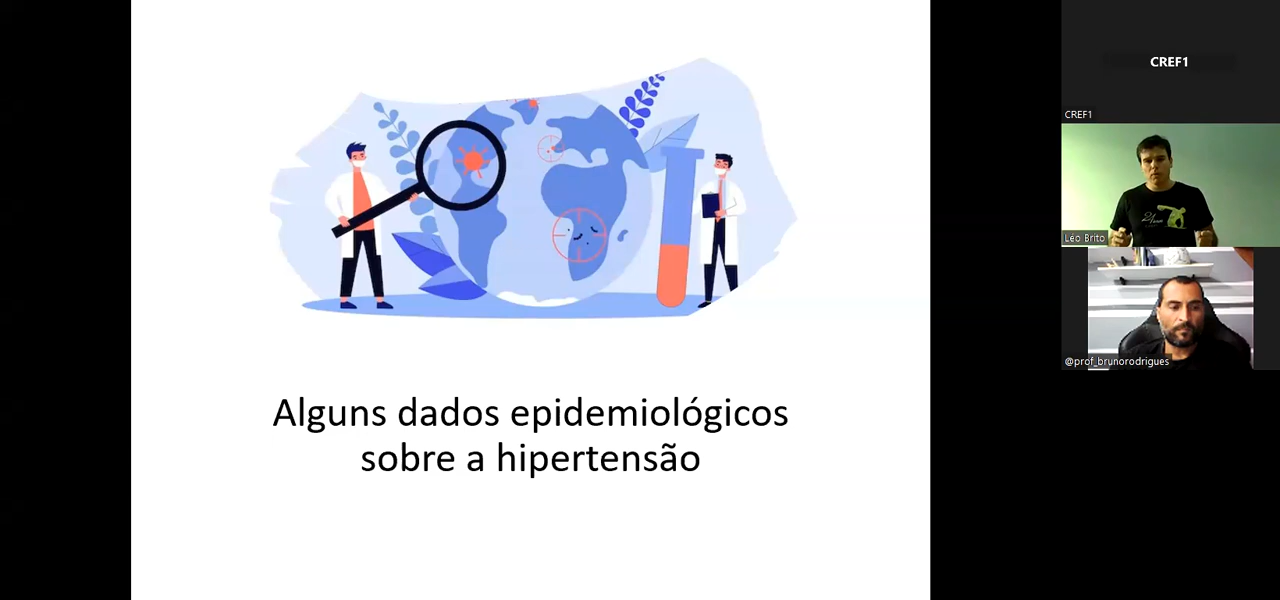 Alguns dados epidemiológicos
sobre a hipertensão
CREF1
CREF1
Léo Brito
@prof_brunorodrigues